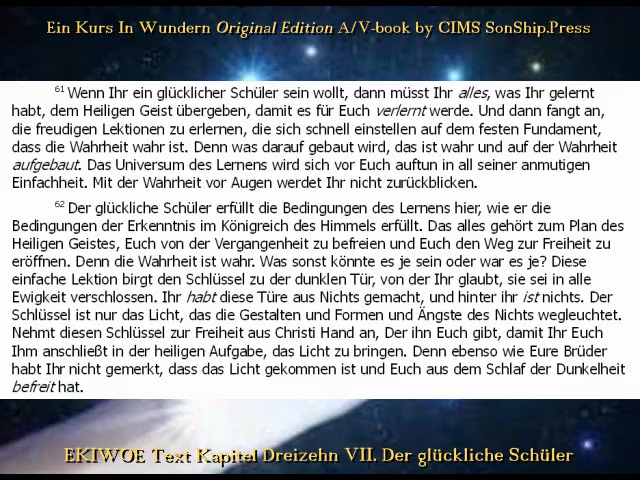 Ein Kurs In Wundern Original Edition A/V-book by CIMS SonShip.Press
61 Wenn Ihr ein glücklicher Schüler sein wollt, dann müsst Ihr alles, was Ihr gelernt
habt, dem Heiligen Geist übergeben, damit es für Euch verlernt werde. Und dann fangt an,
die freudigen Lektionen zu erlernen, die sich schnell einstellen auf dem festen Fundament,
dass die Wahrheit wahr ist. Denn was darauf gebaut wird, das ist wahr und auf der Wahrheit
aufgebaut. Das Universum des Lernens wird sich vor Euch auftun in all seiner anmutigen
Einfachheit. Mit der Wahrheit vor Augen werdet Ihr nicht zurückblicken.
62 Der glückliche Schüler erfüllt die Bedingungen des Lernens hier, wie er die
Bedingungen der Erkenntnis im Königreich des Himmels erfüllt. Das alles gehört zum Plan des
Heiligen Geistes, Euch von der Vergangenheit zu befreien und Euch den Weg zur Freiheit zu
eröffnen. Denn die Wahrheit ist wahr. Was sonst könnte es je sein oder war es je? Diese
einfache Lektion birgt den Schlüssel zu der dunklen Tür, von der Ihr glaubt, sie sei in alle
Ewigkeit verschlossen. Ihr habt diese Türe aus Nichts gemacht, und hinter ihr ist nichts. Der
Schlüssel ist nur das Licht, das die Gestalten und Formen und Ängste des Nichts wegleuchtet.
Nehmt diesen Schlüssel zur Freiheit aus Christi Hand an, Der ihn Euch gibt, damit Ihr Euch
Ihm anschließt in der heiligen Aufgabe, das Licht zu bringen. Denn ebenso wie Eure Brüder
habt Ihr nicht gemerkt, dass das Licht gekommen ist und Euch aus dem Schlaf der Dunkelheit
befreit hat.
EKIWOE Text Kapitel Dreizehn VII. Der glückliche Schüler